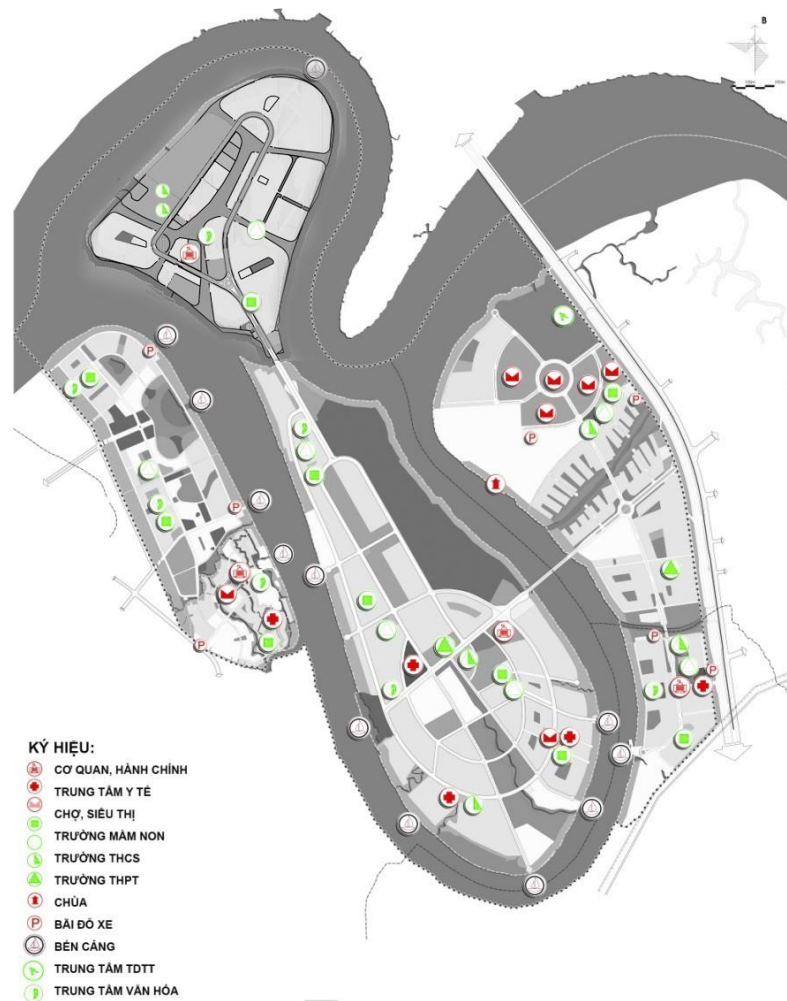 B
KÝ HIỆU:
CƠ QUAN, HÀNH CHÍNH
TRUNG TÂM Y TẾ
CHỢ, SIÊU THỊ
TRƯỜNG MẦM NON
TRƯỜNG THCS
TRƯỜNG THPT
CHÙA
P BÃI ĐỖ XE
BẾN CẢNG
TRUNG TÂM TDTT
TRUNG TÂM VĂN HÓA
P
P
P
P
P
P
P